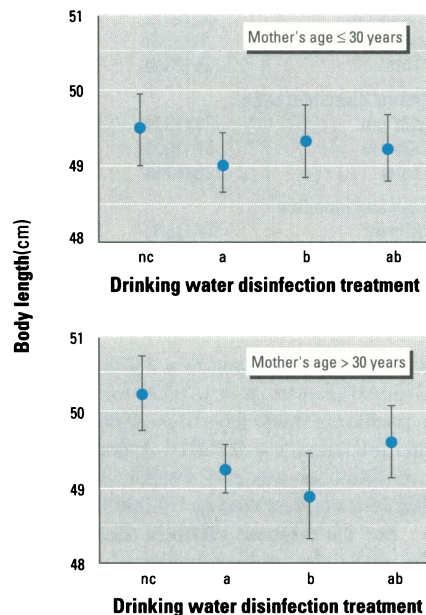 Body length(cm)
51
50
49
48
Mother's age ≤ 30 years
nc a b ab
Drinking water disinfection treatment
51
50
49
48
Mother's age > 30 years
nc a b ab
Drinking water disinfection treatment